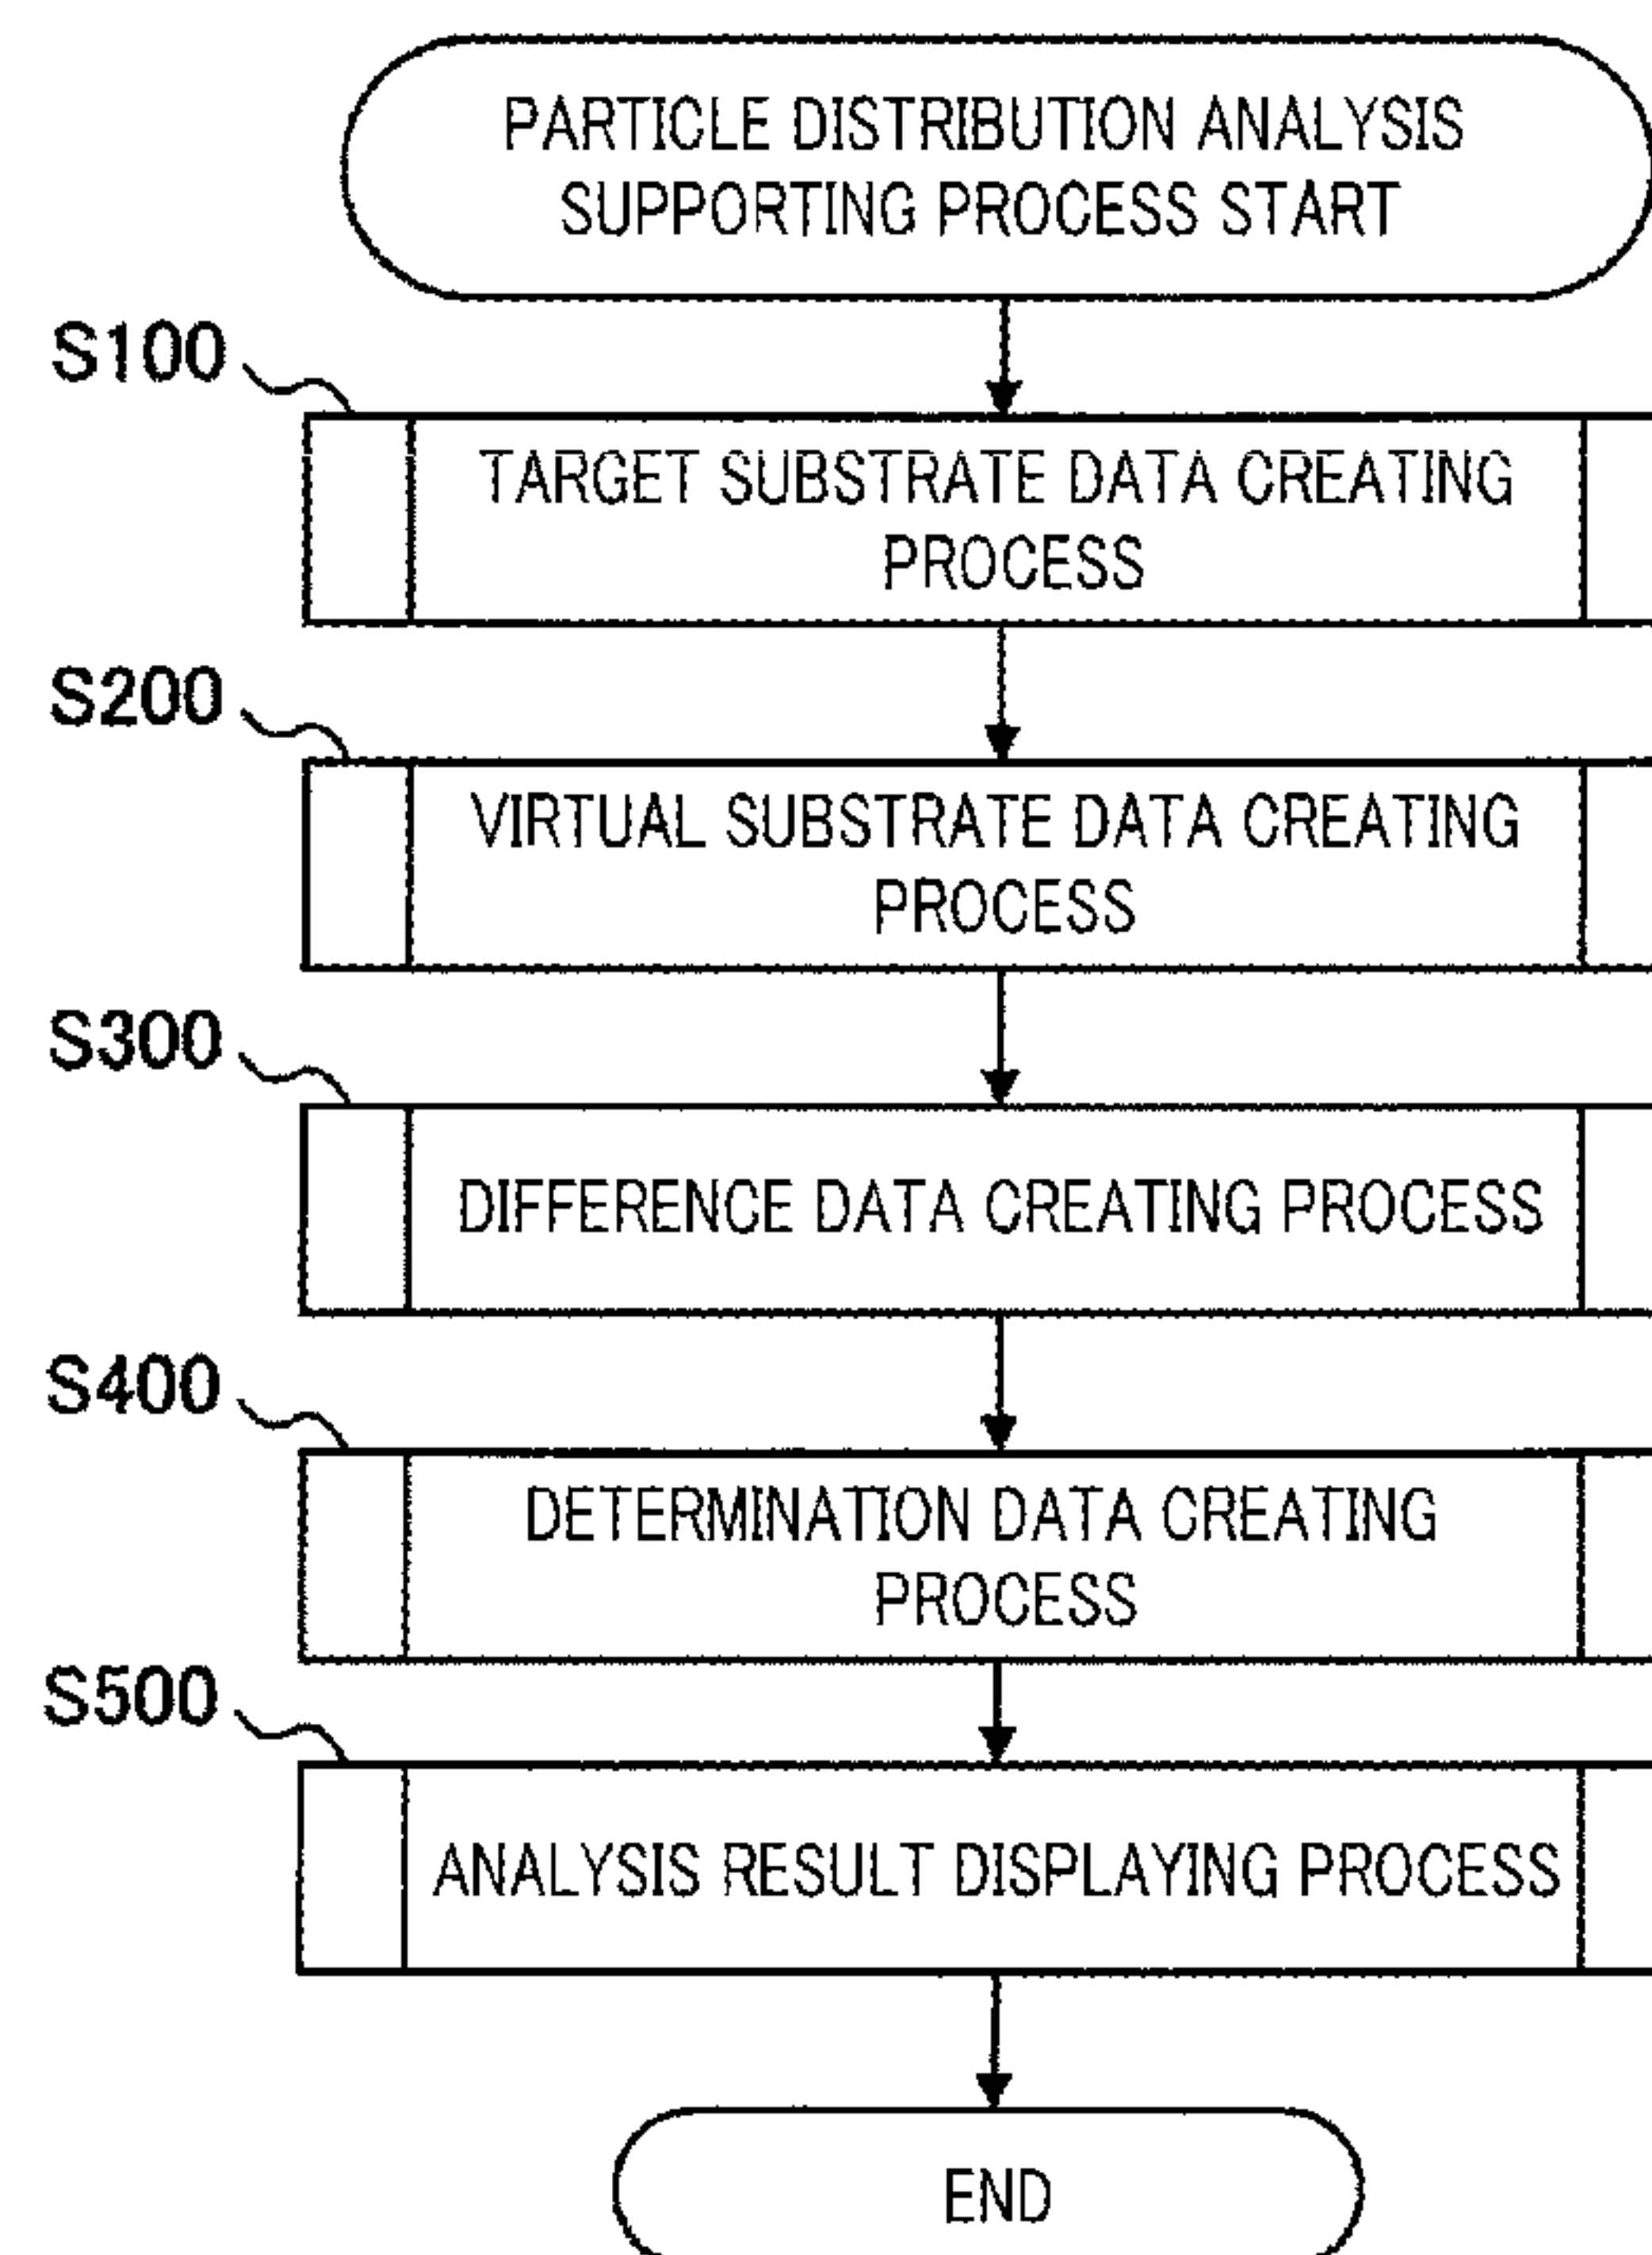 PARTICLE DISTRIBUTION ANALYSIS
SUPPORTING PROCESS START
S100
TARGET SUBSTRATE DATA CREATING
PROCESS
S200
VIRTUAL SUBSTRATE DATA CREATING
PROCESS
S300
DIFFERENCE DATA CREATING PROCESS
S400
DETERMINATION DATA CREATING
PROCESS
S500
ANALYSIS RESULT DISPLAYING PROCESS
END